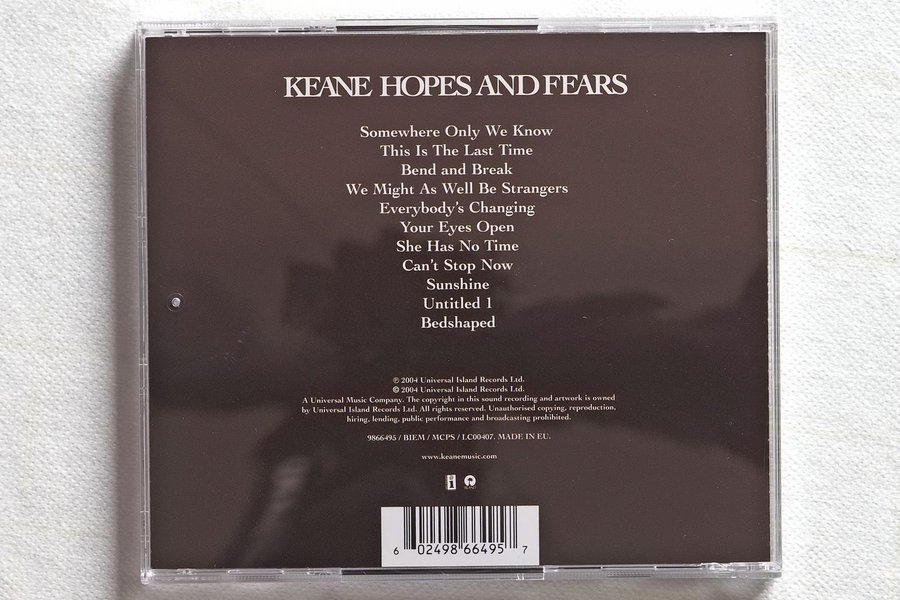 KEANE HOPES AND FEARS
Somewhere Only We Know
This Is The Last Time
Bend and Break
We Might As Well Be Strangers
Everybody's Changing
Your Eyes Open
She Has No Time
Can't Stop Now
Sunshine
Untitled 1
Bedshaped
℗ 2004 Universal Island Records Ltd.
© 2004 Universal Island Records Ltd.
A Universal Music Company. The copyright in this sound recording and artwork is owned
by Universal Island Records Ltd. All rights reserved. Unauthorised copying, reproduction,
hiring, lending, public performance and broadcasting prohibited.
9866495 / BIEM / MCPS / LC00407. MADE IN EU.
www.keanemusic.com
i ISLAND
6 02498 66495 7